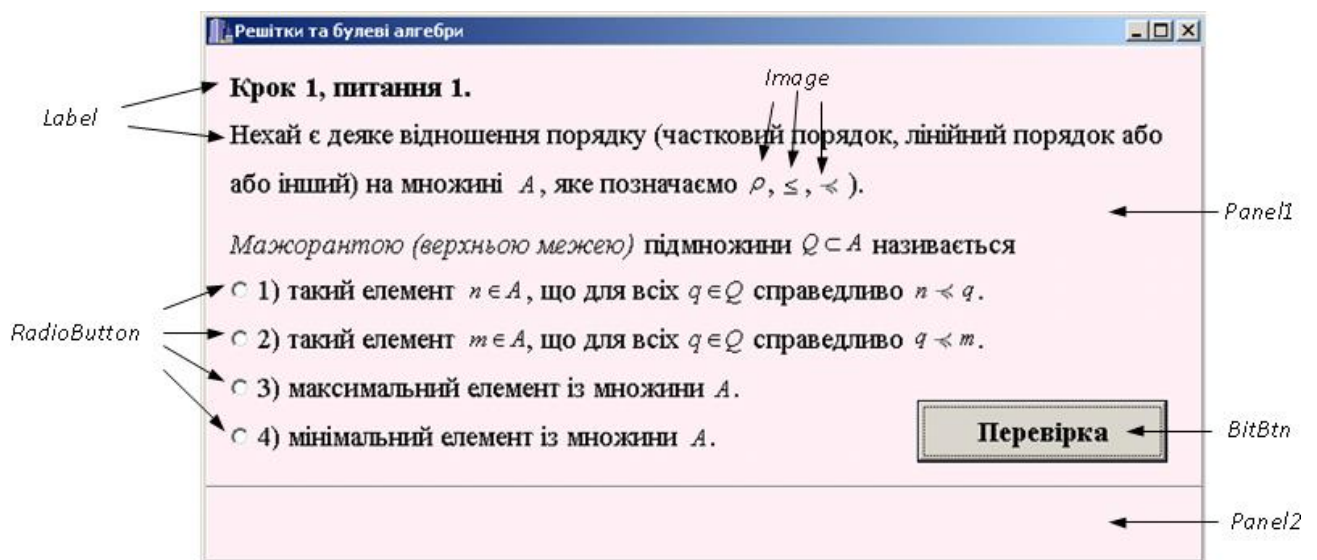 Решітки та булеві алгебри
Крок 1, питання 1.
Image
Label
Нехай є деяке відношення порядку (частковий порядок, лінійний порядок або
або інший) на множині A, яке позначаємо ρ, ≤, ≼ ).
Panel1
Мажорантою (верхньою межею) підмножини Q ⊂ A називається
1) такий елемент n ∈ A, що для всіх q ∈ Q справедливо n ≼ q.
RadioButton
2) такий елемент m ∈ A, що для всіх q ∈ Q справедливо q ≼ m.
3) максимальний елемент із множини A.
4) мінімальний елемент із множини A.
Перевірка
BitBtn
Panel2